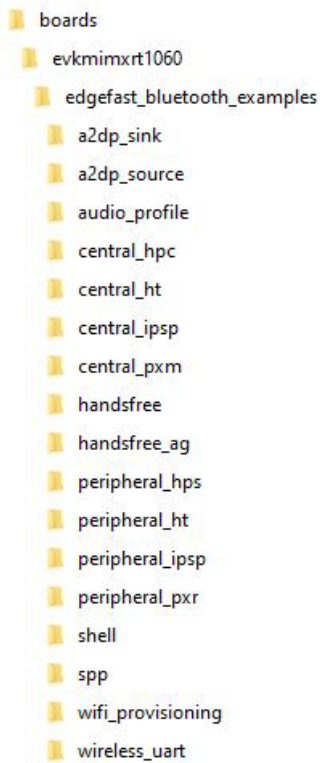 boards
evkmimxrt1060
edgefast_bluetooth_examples
a2dp_sink
a2dp_source
audio_profile
central_hpc
central_ht
central_ipsp
central_pxm
handsfree
handsfree_ag
peripheral_hps
peripheral_ht
peripheral_ipsp
peripheral_pxr
shell
spp
wifi_provisioning
wireless_uart